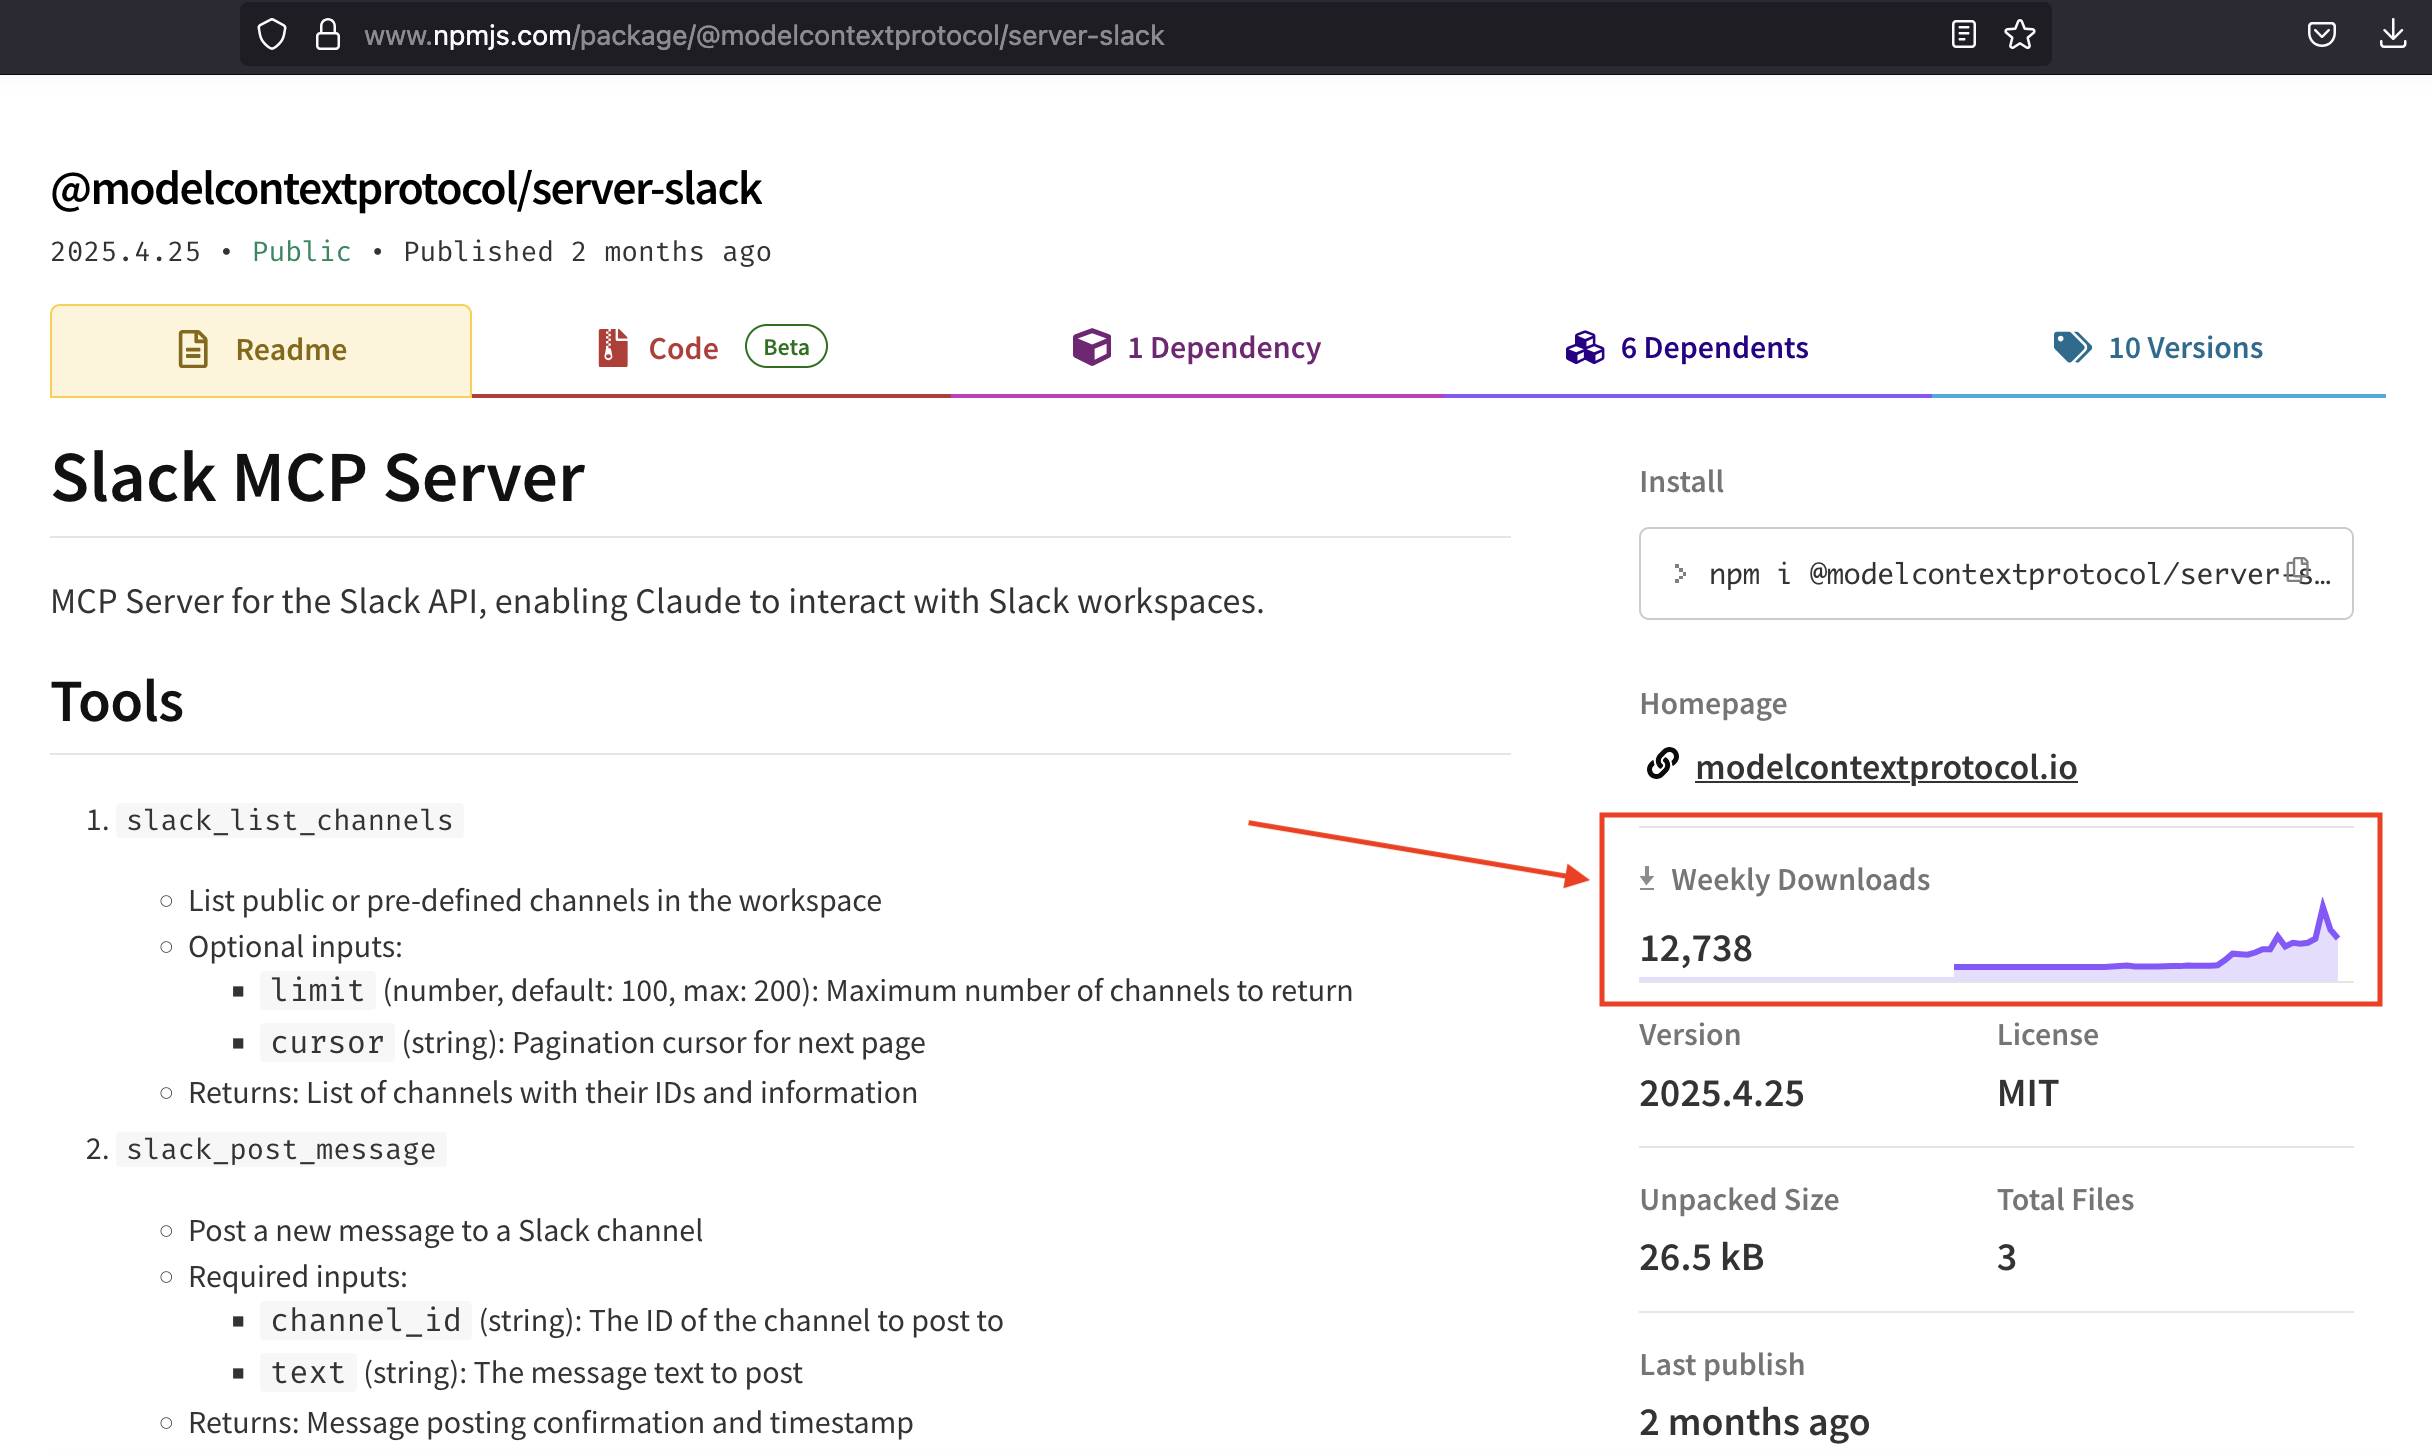 www.npmjs.com/package/@modelcontextprotocol/server-slack
@modelcontextprotocol/server-slack
2025.4.25 • Public • Published 2 months ago
Readme
Code Beta
1 Dependency
6 Dependents
10 Versions
Slack MCP Server
MCP Server for the Slack API, enabling Claude to interact with Slack workspaces.
Tools
1. slack_list_channels
○ List public or pre-defined channels in the workspace
○ Optional inputs:
▪ limit (number, default: 100, max: 200): Maximum number of channels to return
▪ cursor (string): Pagination cursor for next page
○ Returns: List of channels with their IDs and information
2. slack_post_message
○ Post a new message to a Slack channel
○ Required inputs:
▪ channel_id (string): The ID of the channel to post to
▪ text (string): The message text to post
○ Returns: Message posting confirmation and timestamp
Install
> npm i @modelcontextprotocol/server-s…
Homepage
modelcontextprotocol.io
Weekly Downloads
12,738
Version
2025.4.25
License
MIT
Unpacked Size
26.5 kB
Total Files
3
Last publish
2 months ago